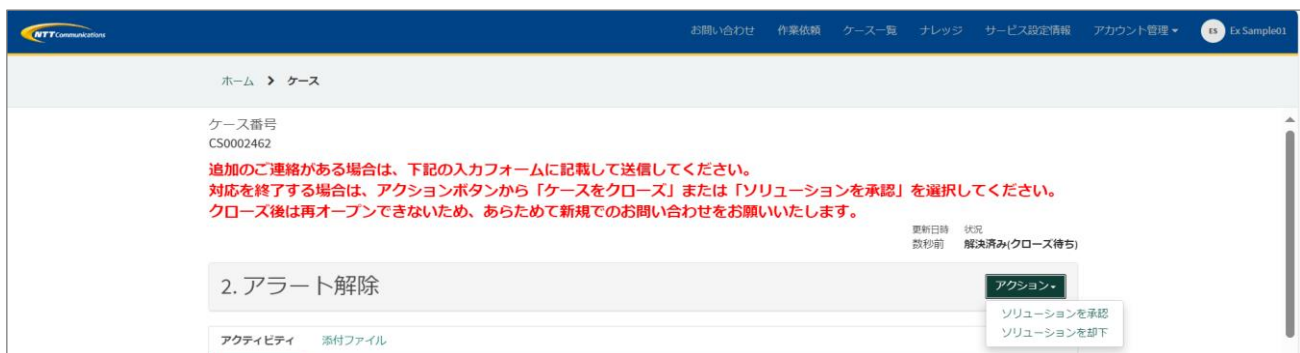 NTT Communications
お問い合わせ 作業依頼 ケース一覧 ナレッジ サービス設定情報 アカウント管理 ES Ex Sample01
ホーム > ケース
ケース番号
CS0002462
追加のご連絡がある場合は、下記の入力フォームに記載して送信してください。
対応を終了する場合は、アクションボタンから「ケースをクローズ」または「ソリューションを承認」を選択してください。
クローズ後は再オープンできないため、あらためて新規でのお問い合わせをお願いいたします。
更新日時 状況
数秒前 解決済み(クローズ待ち)
2. アラート解除 アクション
ソリューションを承認
ソリューションを却下
アクティビティ 添付ファイル